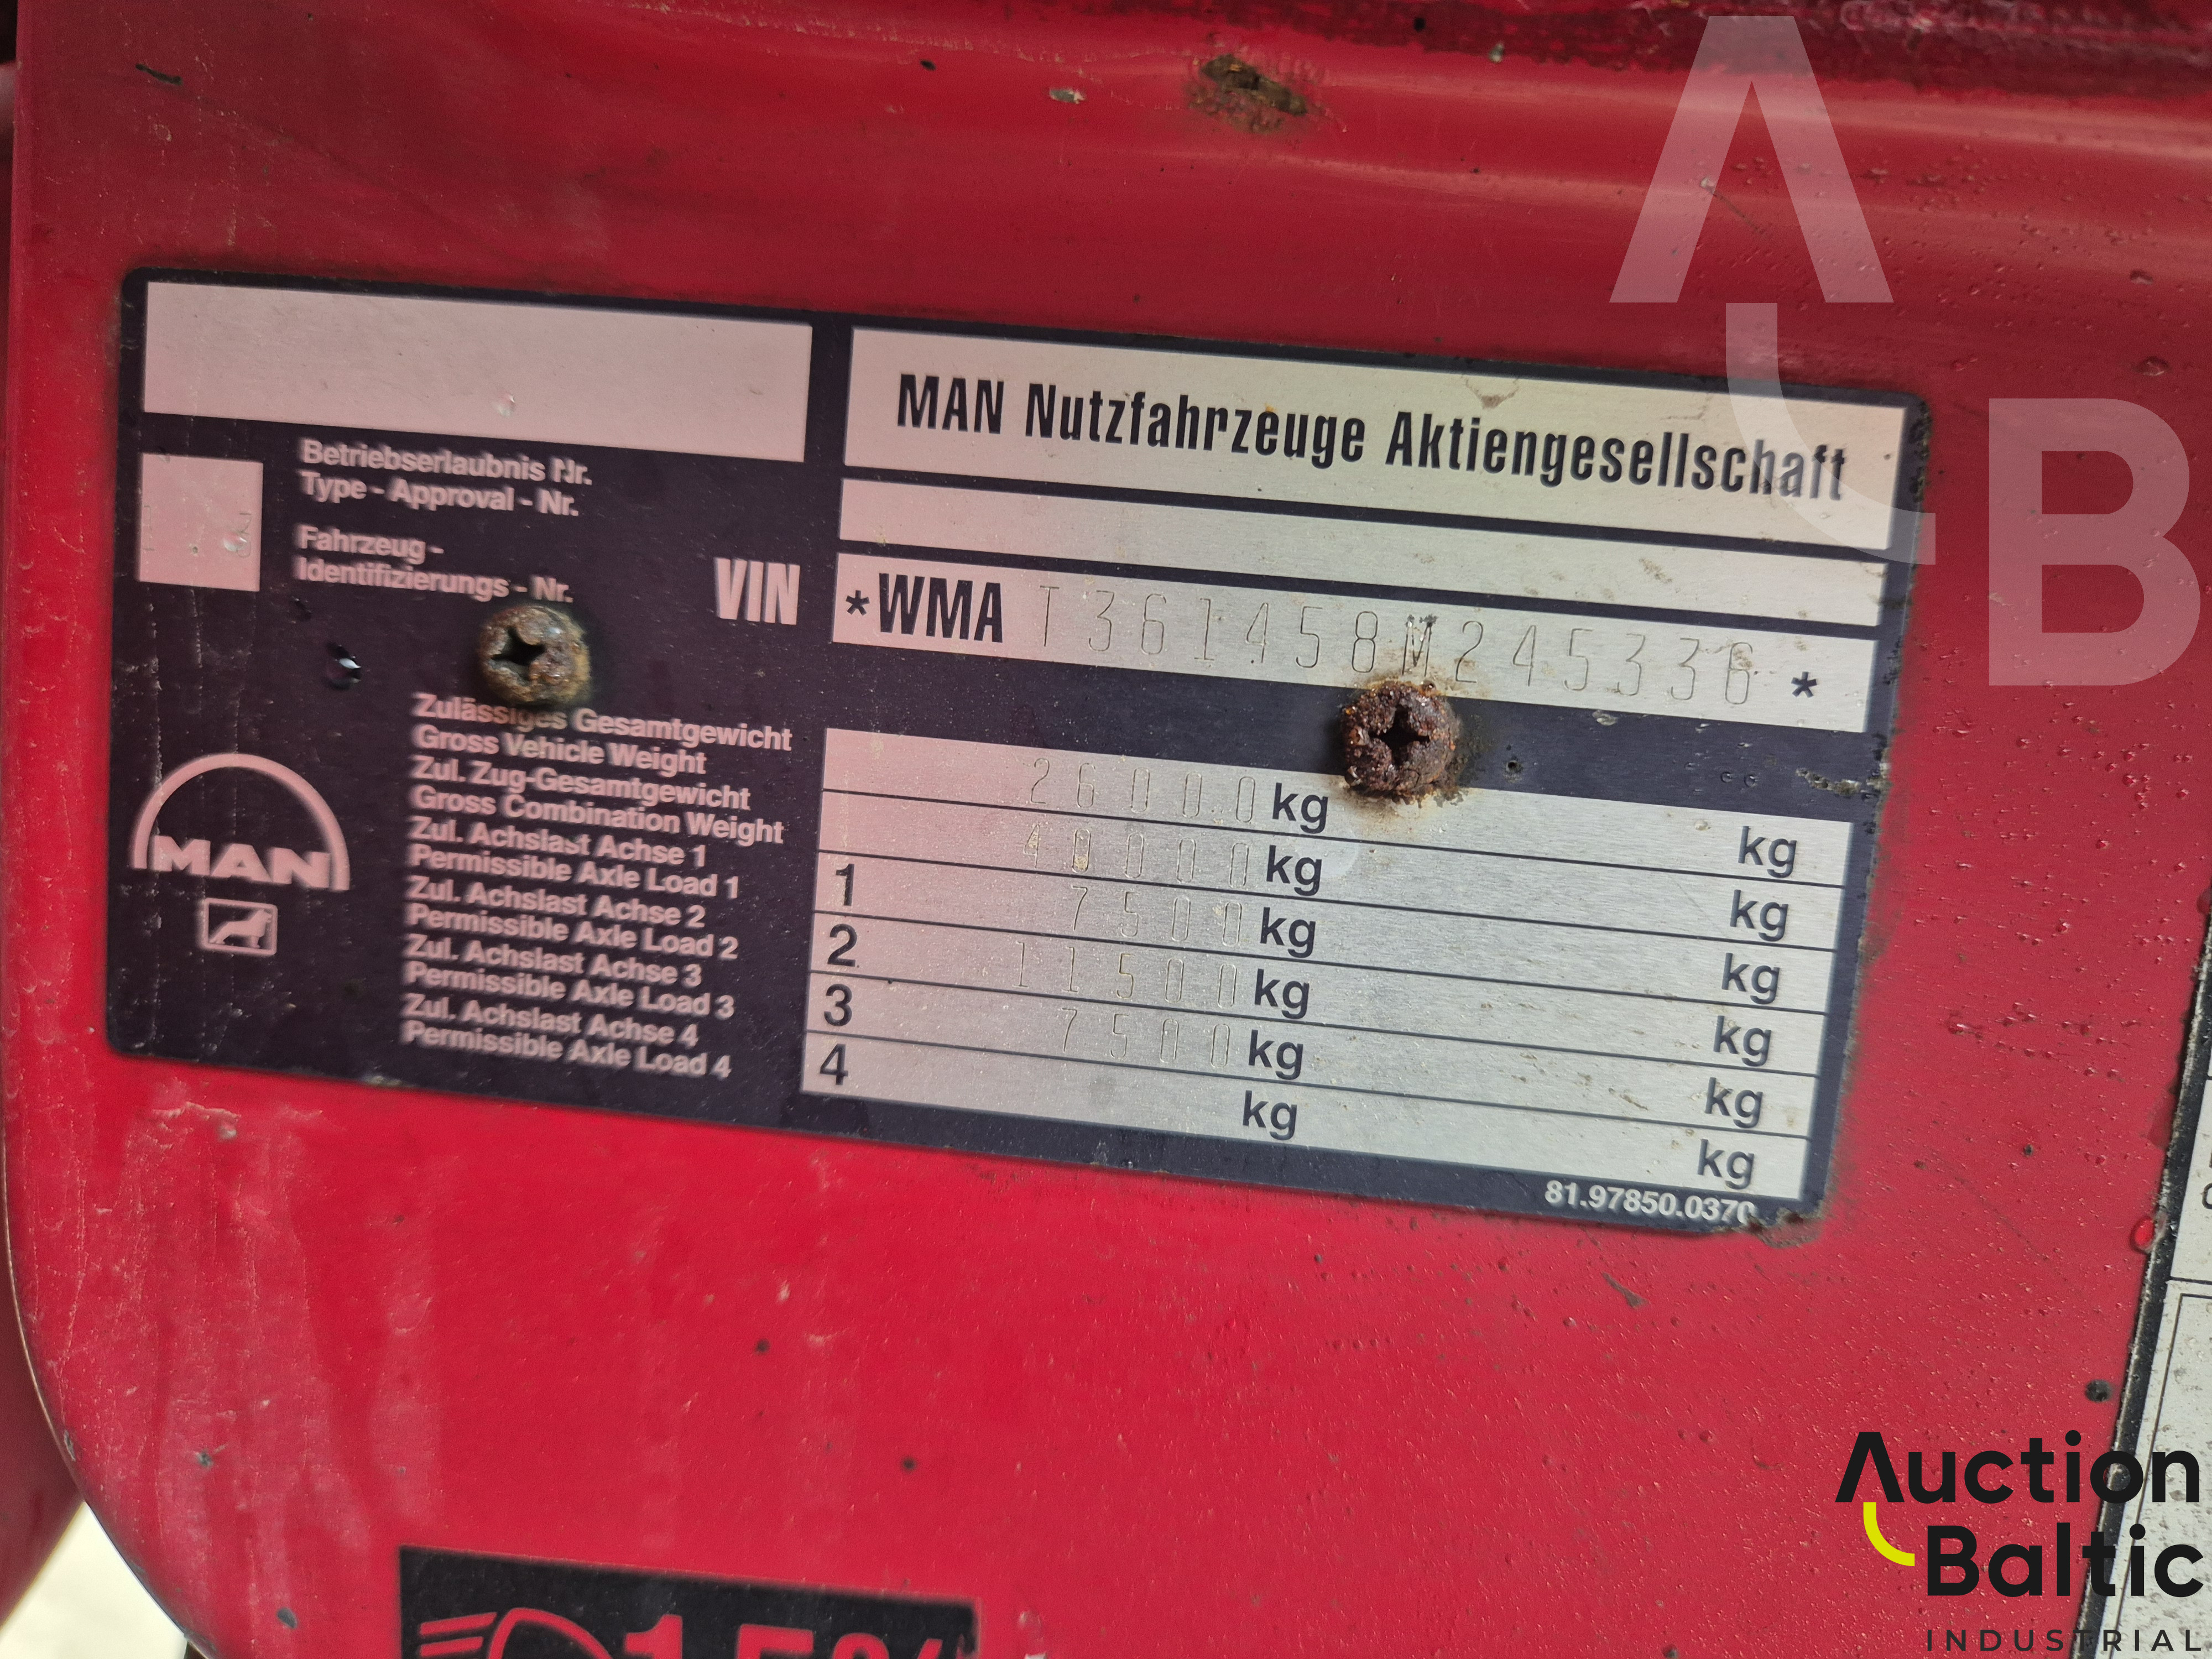 MAN Nutzfahrzeuge Aktiengesellschaft
Betriebserlaubnis Nr.
Type - Approval - Nr.
Fahrzeug -
Identifizierungs - Nr.
VIN *WMA T361458M245336 *
Zulässiges Gesamtgewicht
Gross Vehicle Weight
26000 kg kg
Zul. Zug-Gesamtgewicht
Gross Combination Weight
40000 kg kg
Zul. Achslast Achse 1
Permissible Axle Load 1
1 7500 kg kg
Zul. Achslast Achse 2
Permissible Axle Load 2
2 11500 kg kg
Zul. Achslast Achse 3
Permissible Axle Load 3
3 7500 kg kg
Zul. Achslast Achse 4
Permissible Axle Load 4
4 kg kg
MAN
81.97850.0370
AB
Auction
Baltic
INDUSTRIAL